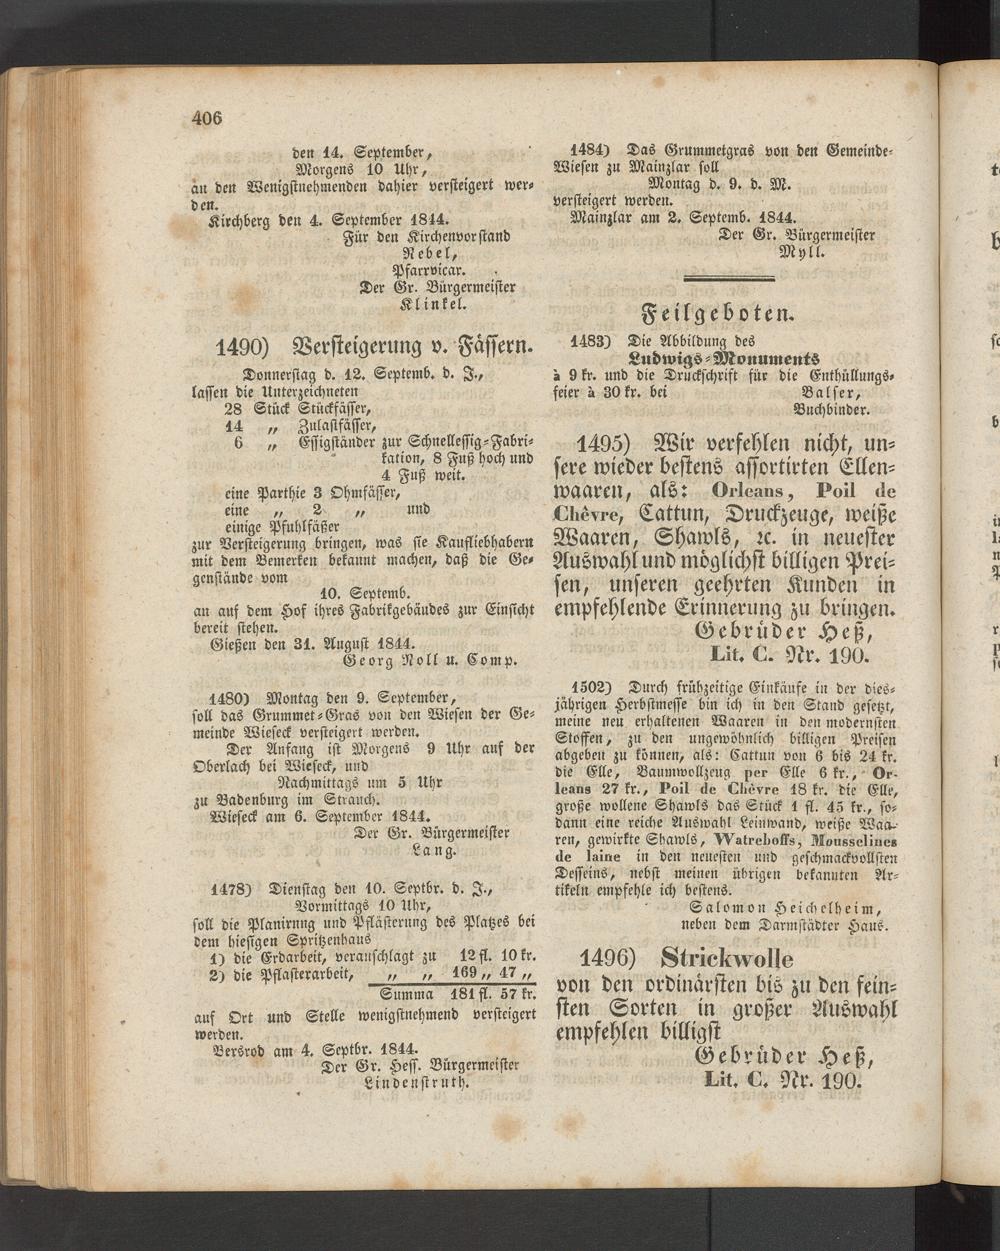 406
den 14. September,
Morgens 10 Uhr,
an den Wenigstnehmenden dahier versteigert wer-
den.
Kirchberg den 4. September 1844.
Für den Kirchenvorstand
Nebel,
Pfarrvicar.
Der Gr. Bürgermeister
Klinkel.
1490) Versteigerung v. Fässern.
Donnerstag d. 12. Septemb. d. J.,
lassen die Unterzeichneten
28 Stück Stückfässer,
14 „ Zulastfässer,
6 „ Essigständer zur Schnellessig-Fabri-
kation, 8 Fuß hoch und
4 Fuß weit.
eine Parthie 3 Ohmfässer,
eine „ 2 „ und
einige Pfuhlfäßer
zur Versteigerung bringen, was sie Kaufliebhabern
mit dem Bemerken bekannt machen, daß die Ge-
genstände vom
10. Septemb.
an auf dem Hof ihres Fabrikgebäudes zur Einsicht
bereit stehen.
Gießen den 31. August 1844.
Georg Noll u. Comp.
1480) Montag den 9. September,
soll das Grummet-Gras von den Wiesen der Ge-
meinde Wieseck versteigert werden.
Der Anfang ist Morgens 9 Uhr auf der
Oberlach bei Wieseck, und
Nachmittags um 5 Uhr
zu Badenburg im Strauch.
Wieseck am 6. September 1844.
Der Gr. Bürgermeister
Lang.
1478) Dienstag den 10. Septbr. d. J.,
Vormittags 10 Uhr,
soll die Planirung und Pflästerung des Platzes bei
dem hiesigen Spritzenhaus
1) die Erdarbeit, veranschlagt zu 12 fl. 10 kr.
2) die Pflasterarbeit, „ „ 169 „ 47 „
Summa 181 fl. 57 kr.
auf Ort und Stelle wenigstnehmend versteigert
werden.
Bersrod am 4. Septbr. 1844.
Der Gr. Hess. Bürgermeister
Lindenstruth.
1484) Das Grummetgras von den Gemeinde-
Wiesen zu Mainzlar soll
Montag d. 9. d. M.
versteigert werden.
Mainzlar am 2. Septemb. 1844.
Der Gr. Bürgermeister
Myll.
Feilgeboten.
1483) Die Abbildung des
Ludwigs-Monuments
à 9 kr. und die Druckschrift für die Enthüllungs-
feier à 30 kr. bei Balser,
Buchbinder.
1495) Wir verfehlen nicht, un-
sere wieder bestens assortirten Ellen-
waaren, als: Orleans, Poil de
Chêvre, Cattun, Druckzeuge, weiße
Waaren, Shawls, ꝛc. in neuester
Auswahl und möglichst billigen Prei-
sen, unseren geehrten Kunden in
empfehlende Erinnerung zu bringen.
Gebrüder Heß,
Lit. C. Nr. 190.
1502) Durch frühzeitige Einkäufe in der dies-
jährigen Herbstmesse bin ich in den Stand gesetzt,
meine neu erhaltenen Waaren in den modernsten
Stoffen, zu den ungewöhnlich billigen Preisen
abgeben zu können, als: Cattun von 6 bis 24 kr.
die Elle, Baumwollzeug per Elle 6 kr., Or-
leans 27 kr., Poil de Chêvre 18 kr. die Elle,
große wollene Shawls das Stück 1 fl. 45 kr., so-
dann eine reiche Auswahl Leinwand, weiße Waa-
ren, gewirkte Shawls, Watreboffs, Mousselines
de laine in den neuesten und geschmackvollsten
Desseins, nebst meinen übrigen bekannten Ar-
tikeln empfehle ich bestens.
Salomon Heichelheim,
neben dem Darmstädter Haus.
1496) Strickwolle
von den ordinärsten bis zu den fein-
sten Sorten in großer Auswahl
empfehlen billigst
Gebrüder Heß,
Lit. C. Nr. 190.